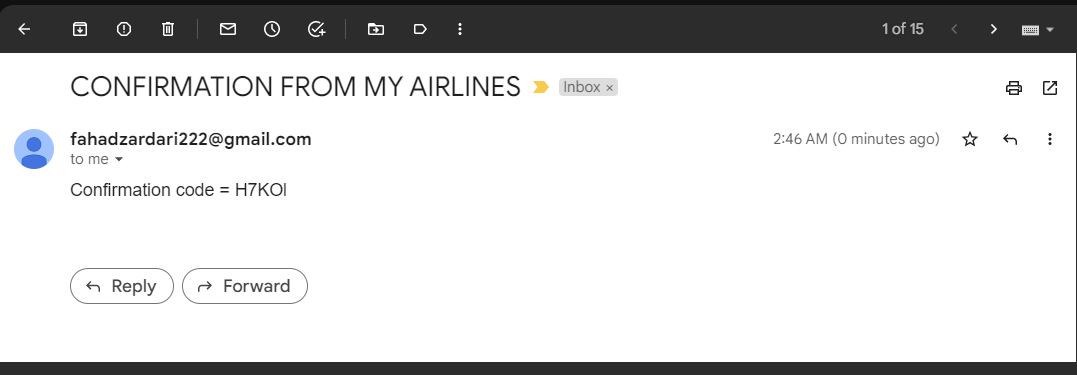 1 of 15
CONFIRMATION FROM MY AIRLINES Inbox ×
fahadzardari222@gmail.com 2:46 AM (0 minutes ago)
to me
Confirmation code = H7KOl
Reply Forward